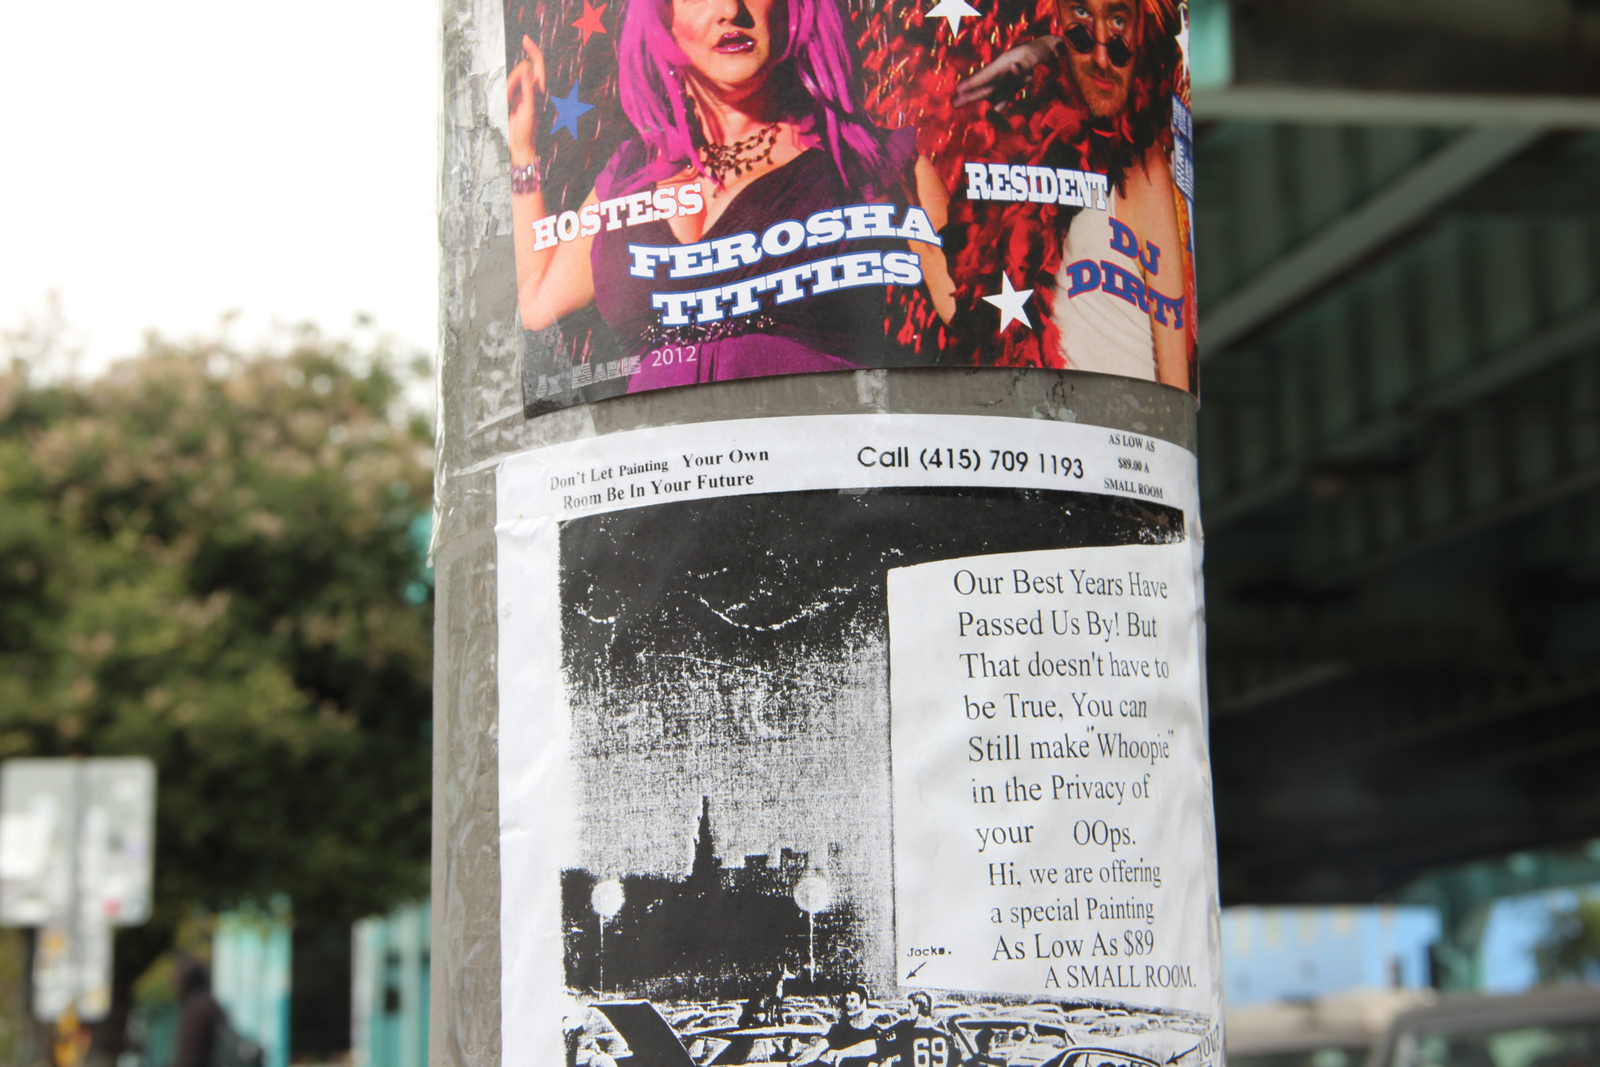 HOSTESS
FEROSHA
TITTIES
RESIDENT
DJ
DIRTY
2012
Don't Let Painting Your Own
Room Be In Your Future
Call (415) 709 1193
AS LOW AS
$89.00 A
SMALL ROOM
Our Best Years Have
Passed Us By! But
That doesn't have to
be True, You can
Still make "Whoopie"
in the Privacy of
your OOps.
Hi, we are offering
a special Painting
As Low As $89
A SMALL ROOM.
Jocks.
69